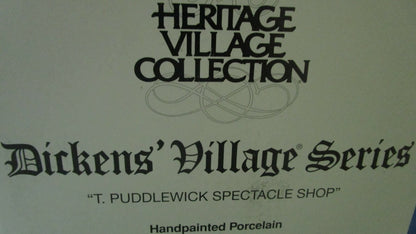 HERITAGE
VILLAGE
COLLECTION
Dickens' Village® Series
"T. PUDDLEWICK SPECTACLE SHOP"
Handpainted Porcelain